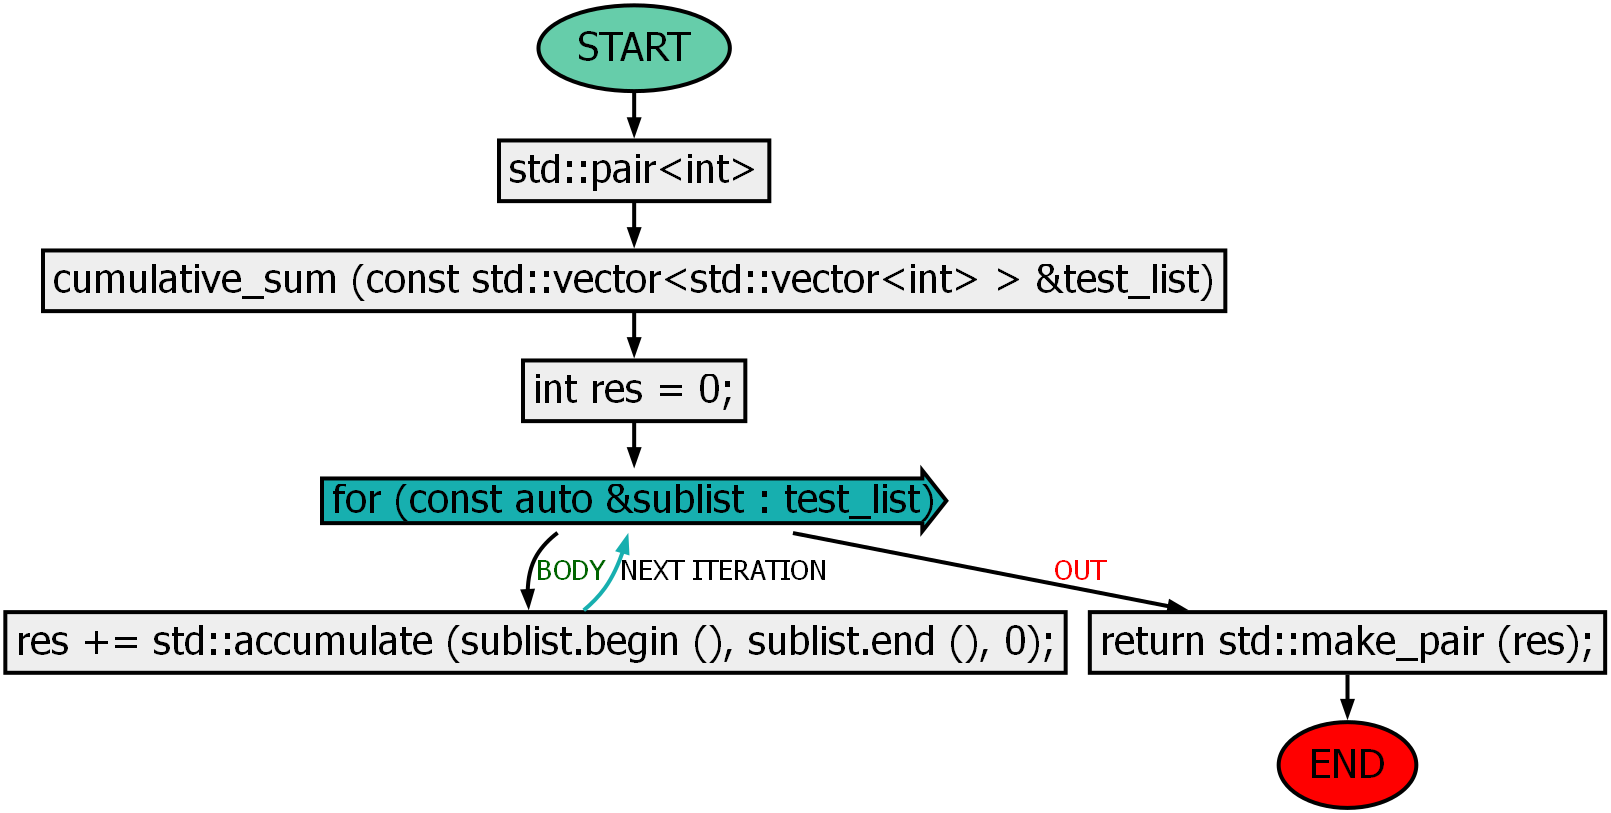 START
std::pair<int>
cumulative_sum (const std::vector<std::vector<int> > &test_list)
int res = 0;
for (const auto &sublist : test_list)
BODY
NEXT ITERATION
OUT
res += std::accumulate (sublist.begin (), sublist.end (), 0);
return std::make_pair (res);
END